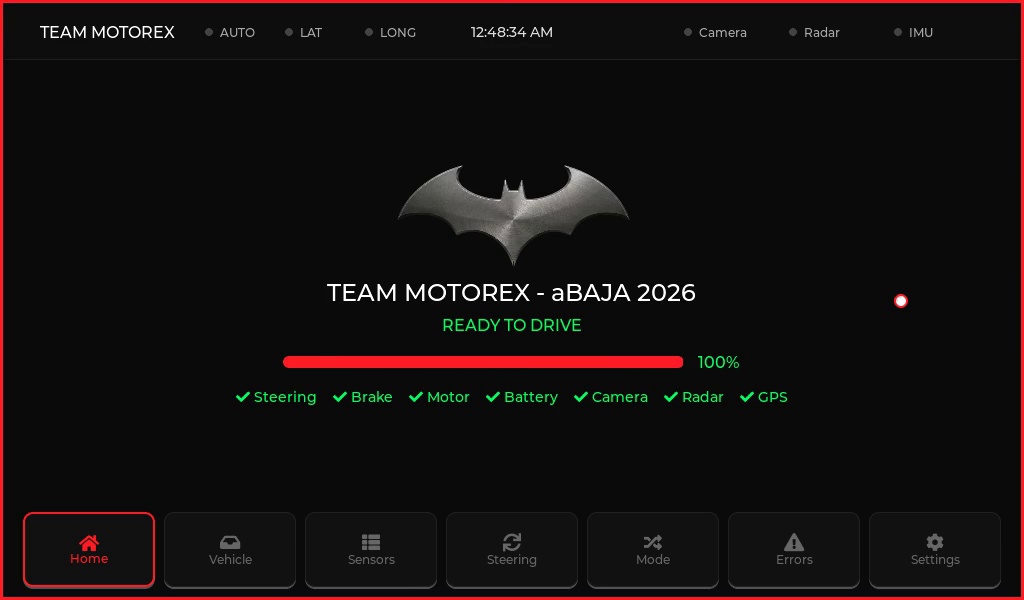 TEAM MOTOREX AUTO LAT LONG 12:48:34 AM Camera Radar IMU
TEAM MOTOREX - aBAJA 2026
READY TO DRIVE
100%
Steering Brake Motor Battery Camera Radar GPS
Home Vehicle Sensors Steering Mode Errors Settings